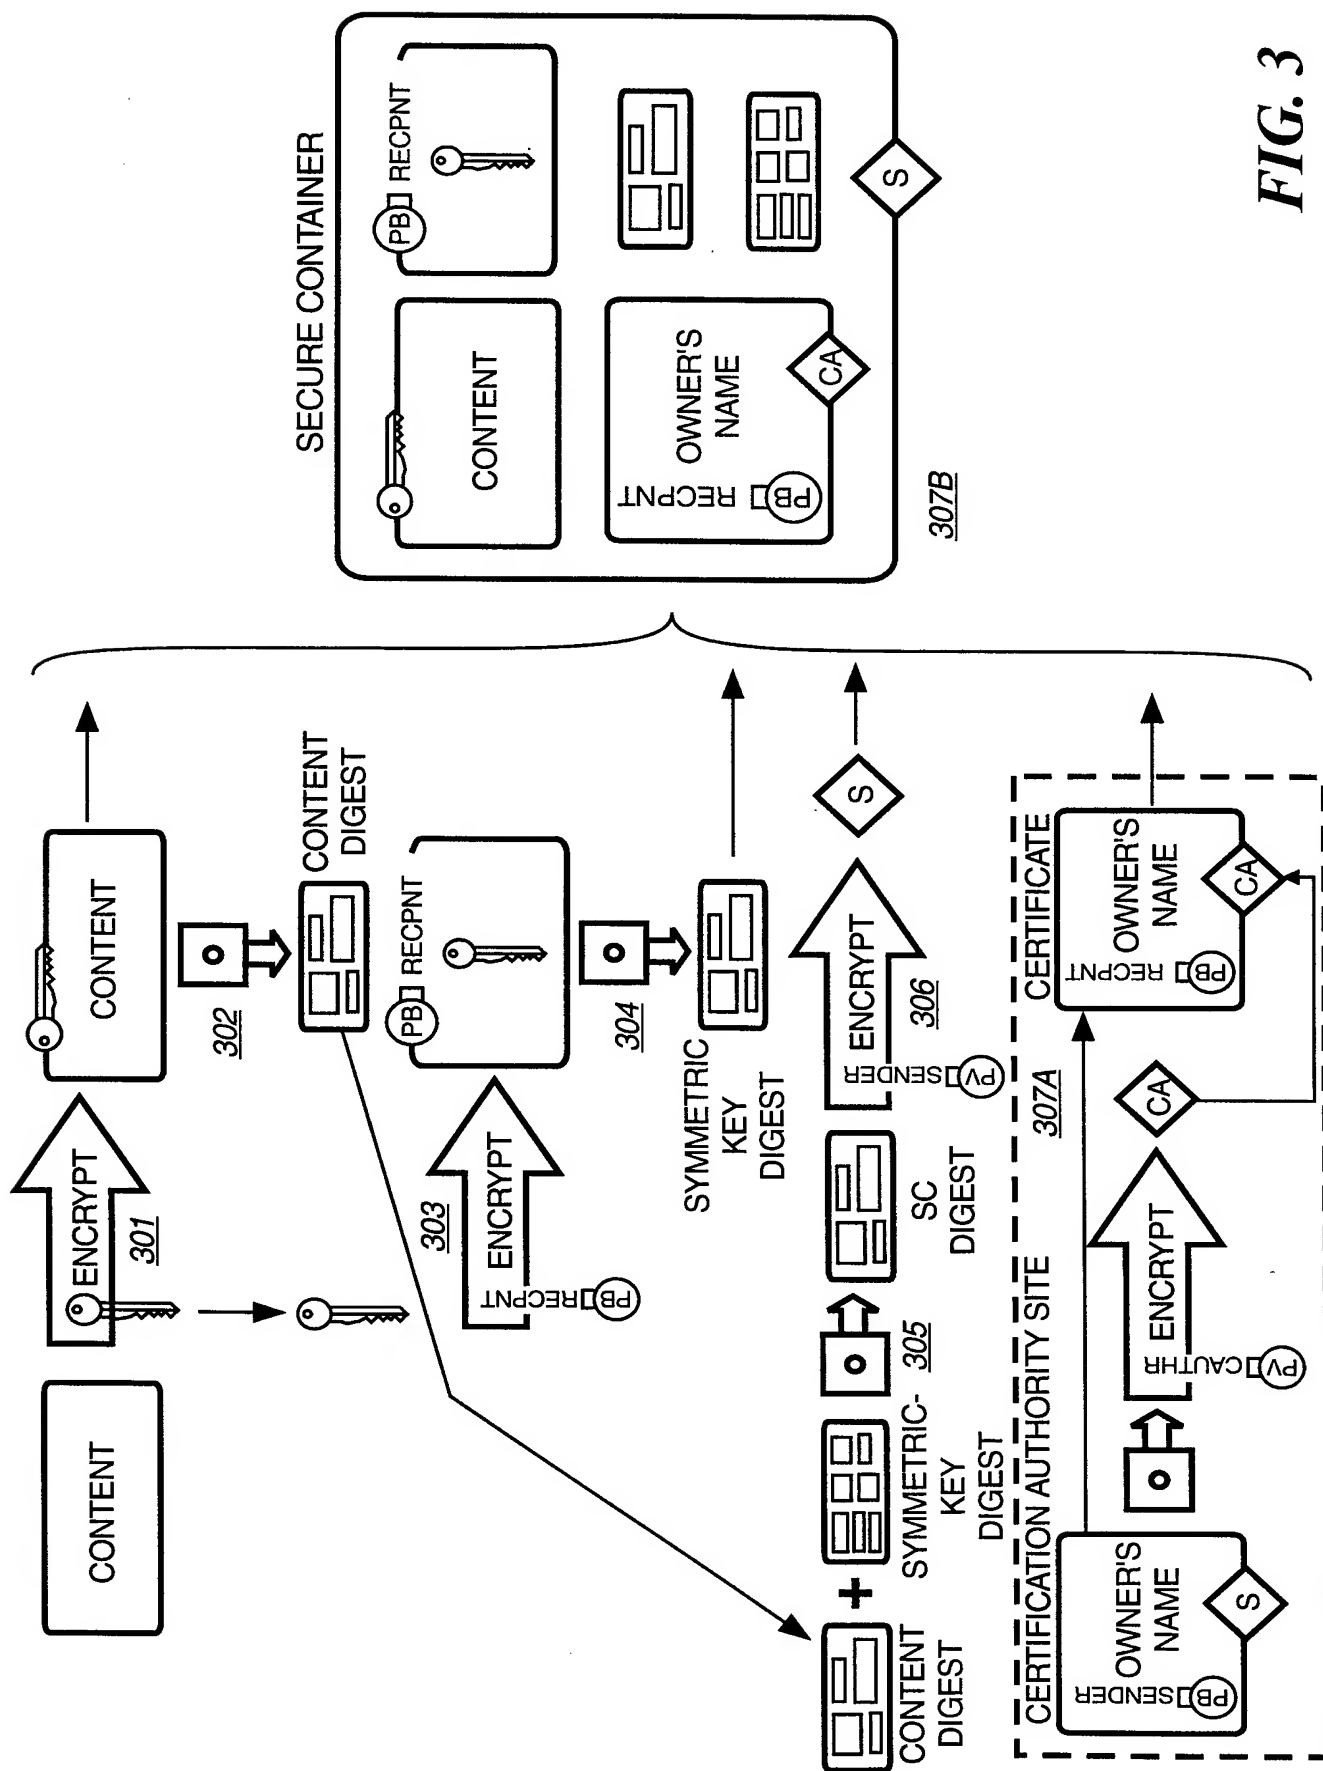 CONTENT
ENCRYPT
301
CONTENT
302
CONTENT
DIGEST
RECPNT
PB
303
ENCRYPT
PB
RECPNT
304
SYMMETRIC
KEY
DIGEST
CONTENT
DIGEST
+
SYMMETRIC-
KEY
DIGEST
305
SC
DIGEST
SENDER
PV
ENCRYPT
306
S
CERTIFICATION AUTHORITY SITE
307A
CERTIFICATE
SENDER
PB
OWNER'S
NAME
S
CAUTHR
PV
ENCRYPT
CA
RECPNT
PB
OWNER'S
NAME
CA
SECURE CONTAINER
CONTENT
PB
RECPNT
RECPNT
PB
OWNER'S
NAME
CA
S
307B
FIG. 3